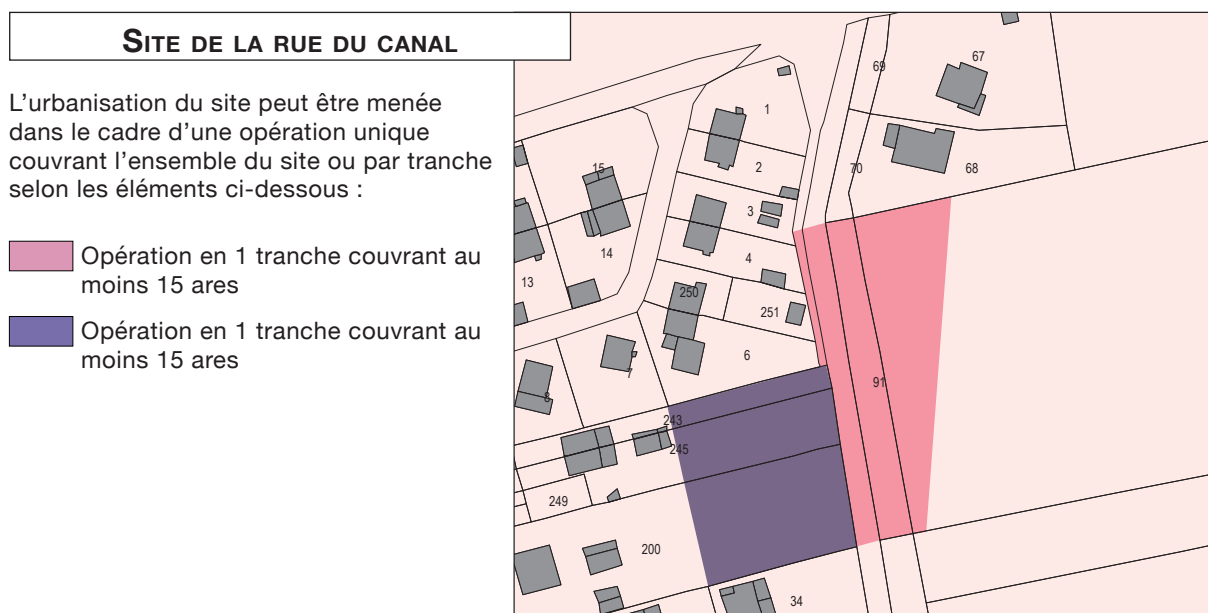 SITE DE LA RUE DU CANAL
L'urbanisation du site peut être menée
dans le cadre d'une opération unique
couvrant l'ensemble du site ou par tranche
selon les éléments ci-dessous :
Opération en 1 tranche couvrant au
moins 15 ares
Opération en 1 tranche couvrant au
moins 15 ares
67
69
1
15
2
70
68
3
14
4
13
250
251
6
7
91
8
243
245
249
200
34